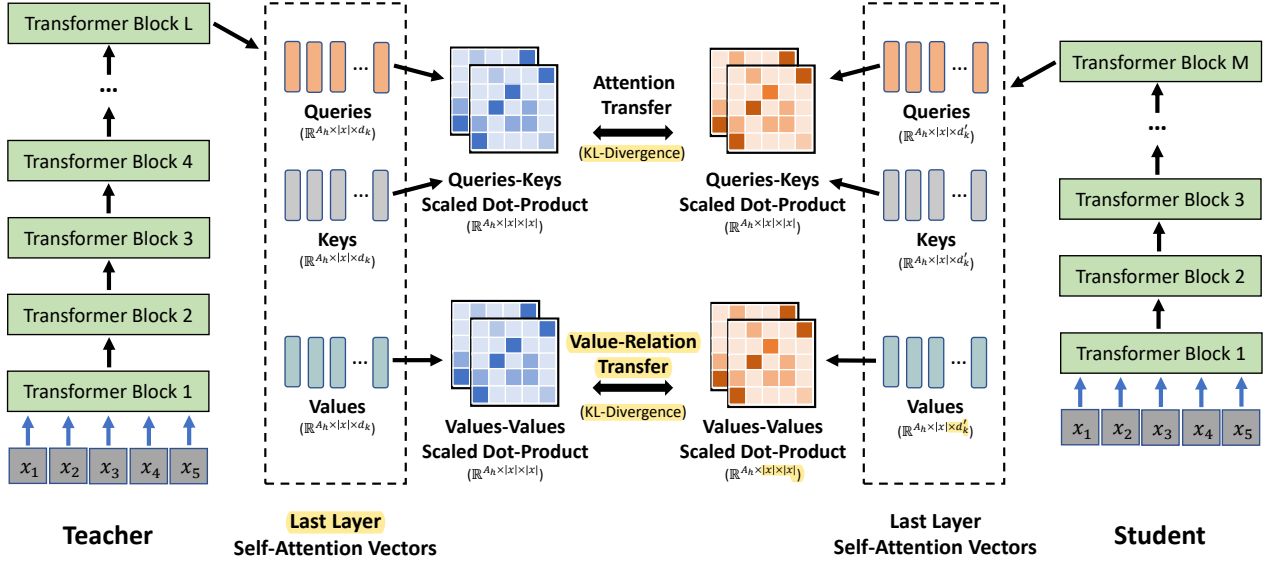 Transformer Block L
...
Transformer Block 4
Transformer Block 3
Transformer Block 2
Transformer Block 1
x₁ x₂ x₃ x₄ x₅
Teacher
...
Queries
(ℝ^{A_h×|x|×d_k})
...
Keys
(ℝ^{A_h×|x|×d_k})
...
Values
(ℝ^{A_h×|x|×d_k})
Last Layer
Self-Attention Vectors
Queries-Keys
Scaled Dot-Product
(ℝ^{A_h×|x|×|x|})
Values-Values
Scaled Dot-Product
(ℝ^{A_h×|x|×|x|})
Attention
Transfer
(KL-Divergence)
Value-Relation
Transfer
(KL-Divergence)
Queries-Keys
Scaled Dot-Product
(ℝ^{A_h×|x|×|x|})
Values-Values
Scaled Dot-Product
(ℝ^{A_h×|x|×|x|})
...
Queries
(ℝ^{A_h×|x|×d'_k})
...
Keys
(ℝ^{A_h×|x|×d'_k})
...
Values
(ℝ^{A_h×|x|×d'_k})
Last Layer
Self-Attention Vectors
Transformer Block M
...
Transformer Block 3
Transformer Block 2
Transformer Block 1
x₁ x₂ x₃ x₄ x₅
Student